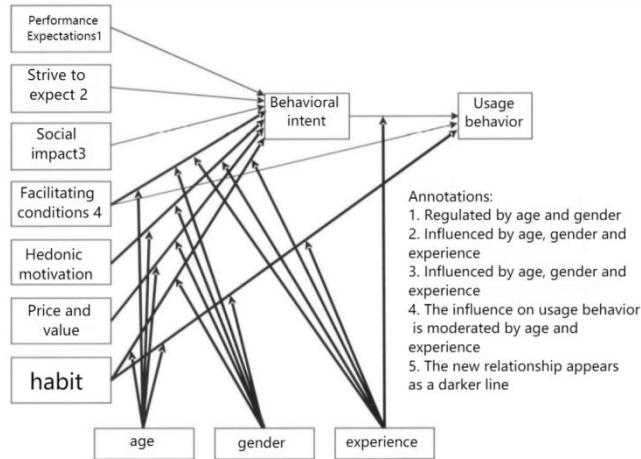 Performance
Expectations1
Strive to
expect 2
Social
impact3
Facilitating
conditions 4
Hedonic
motivation
Price and
value
habit
Behavioral
intent
Usage
behavior
Annotations:
1. Regulated by age and gender
2. Influenced by age, gender and
experience
3. Influenced by age, gender and
experience
4. The influence on usage behavior
is moderated by age and
experience
5. The new relationship appears
as a darker line
age
gender
experience